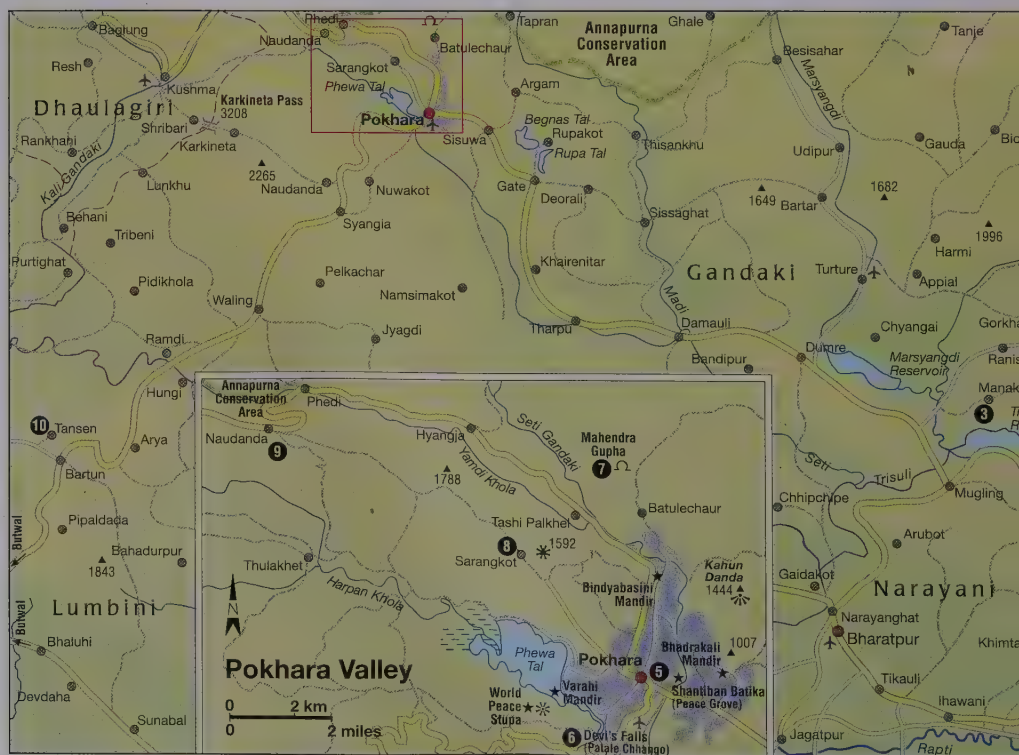 Baglung
Phedi
Naudanda
Batulechaur
Tapran
Ghale
Annapurna
Conservation
Area
Tanje
Resh
Sarangkot
Phewa Tal
Besisahar
Marsyangdi
Kushma
Argam
Dhaulagiri
Karkineta Pass
3208
Pokhara
Begnas Tal
Shribari
Karkineta
Sisuwa
Rupakot
Rupa Tal
Thisankhu
Gauda
Rankhani
Udipur
Kali Gandaki
2265
Lunkhu
Naudanda
Nuwakot
Gate
Deorali
1649
Bartar
1682
Behani
Syangia
Sissaghat
Tribeni
1996
Harmi
Purtighat
Pelkachar
Khairenitar
Gandaki
Turture
Appial
Pidikhola
Namsimakot
Waling
Madi
Tharpu
Damauli
Chyangai
Ramdi
Jyagdi
Bandipur
Dumre
Marsyangdi
Reservoir
Hungi
3
10
Tansen
Arya
Bartun
Seti
Trisuli
Mugling
Chhipchipe
Pipaldada
Butwal
1843
Bahadurpur
Arubot
Gaidakot
Narayani
Lumbini
Narayanghat
Bharatpur
Butwal
Bhaluhi
Devdaha
Tikauli
Sunabal
Ihawani
Jagatpur
Rapti
Annapurna
Conservation
Area
Phedi
Naudanda
9
Hyangja
Seti Gandaki
Mahendra
Gupha
7
Yamdi Khola
1788
Tashi Palkhel
Batulechaur
8
Sarangkot
1592
Thulakhet
Harpan Khola
Bindyabasini
Mandir
Kahun
Danda
1444
N
1007
Bhadrakali
Mandir
Phewa
Tal
Pokhara
5
Pokhara Valley
Varahi
Mandir
Shantiban Batika
(Peace Grove)
World
Peace
Stupa
0
2 km
0
2 miles
6
Devi's Falls
(Patale Chhango)